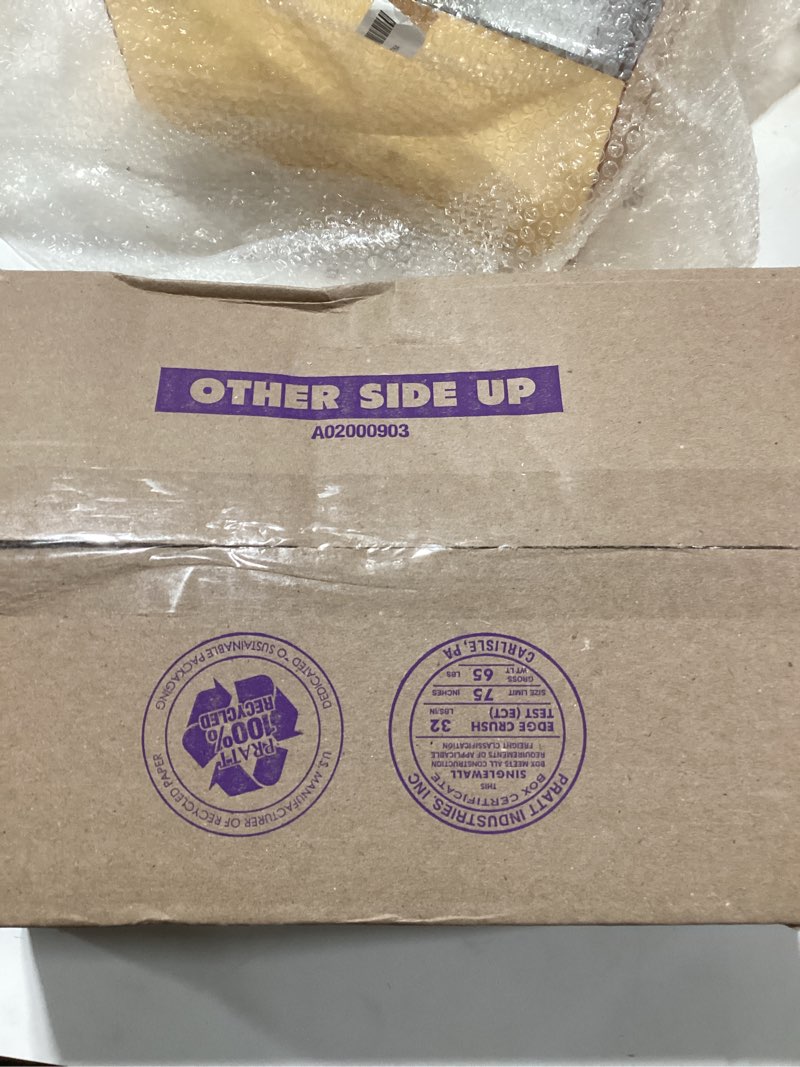 OTHER SIDE UP
A02000903
DEDICATED TO SUSTAINABLE PACKAGING
PRATT
100%
RECYCLED
U.S. MANUFACTURER OF RECYCLED PAPER
BOX CERTIFICATE
THIS
SINGLEWALL
BOX MEETS ALL CONSTRUCTION
REQUIREMENTS OF APPLICABLE
FREIGHT CLASSIFICATION
EDGE CRUSH TEST (ECT) 32 LBS/IN
SIZE LIMIT 75 INCHES
GROSS WT LT 65 LBS
CARLISLE, PA
PRATT INDUSTRIES INC